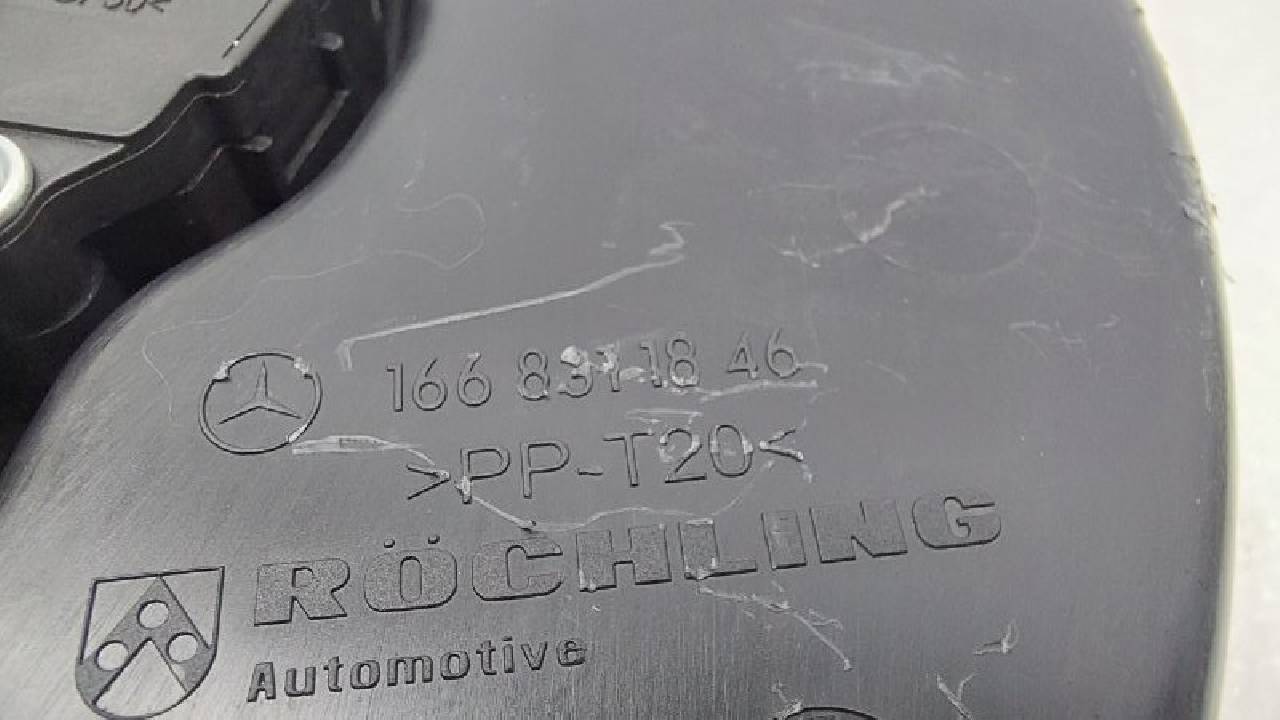 166 831 18 46
>PP-T20<
RÖCHLING
Automotive